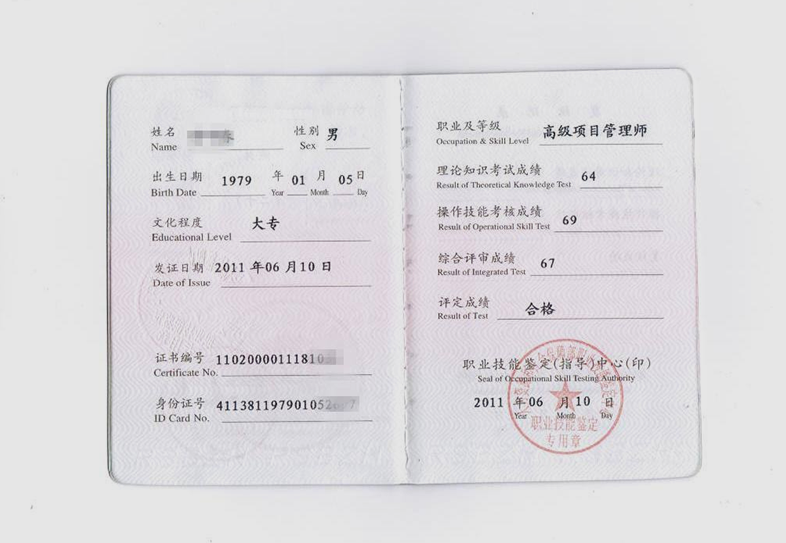 姓名
Name
性别 男
Sex
出生日期 1979 年 01 月 05 日
Birth Date Year Month Day
文化程度 大专
Educational Level
发证日期 2011 年 06 月 10 日
Date of Issue
证书编号 11020000111810
Certificate No.
身份证号 41138119790105
ID Card No.
职业及等级 高级项目管理师
Occupation & Skill Level
理论知识考试成绩 64
Result of Theoretical Knowledge Test
操作技能考核成绩 69
Result of Operational Skill Test
综合评审成绩 67
Result of Integrated Test
评定成绩 合格
Result of Test
职业技能鉴定(指导)中心(印)
Seal of Occupational Skill Testing Authority
2011 年 06 月 10 日
Year Month Day
职业技能鉴定
专用章